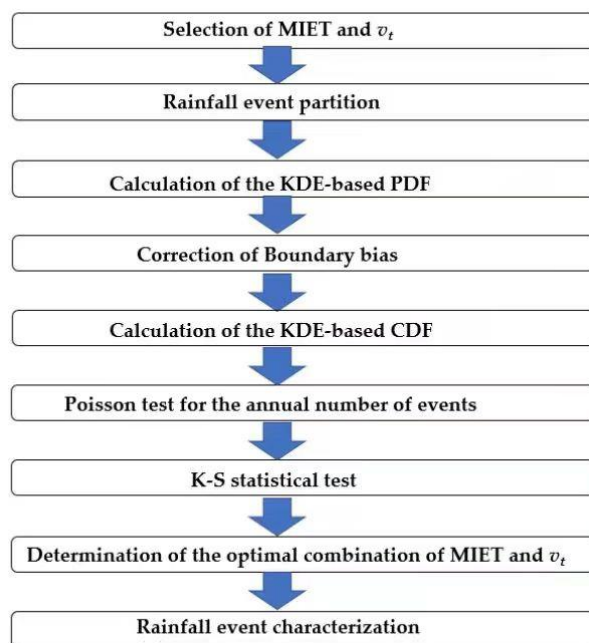 Selection of MIET and vₜ
Rainfall event partition
Calculation of the KDE-based PDF
Correction of Boundary bias
Calculation of the KDE-based CDF
Poisson test for the annual number of events
K-S statistical test
Determination of the optimal combination of MIET and vₜ
Rainfall event characterization